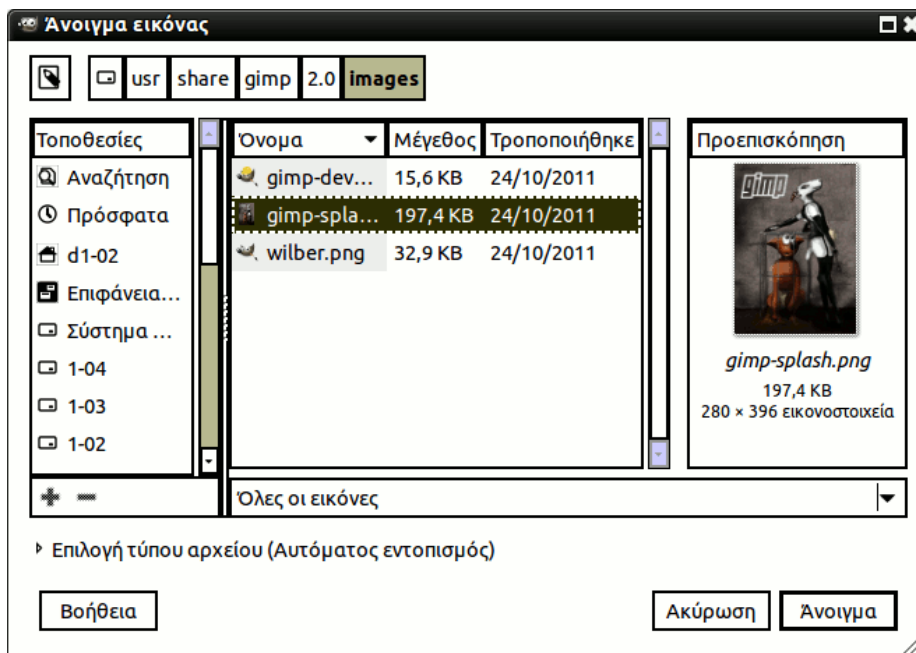 Άνοιγμα εικόνας
usr share gimp 2.0 images
Τοποθεσίες
Αναζήτηση
Πρόσφατα
d1-02
Επιφάνεια...
Σύστημα ...
1-04
1-03
1-02
Όνομα Μέγεθος Τροποποιήθηκε
gimp-dev... 15,6 KB 24/10/2011
gimp-spla... 197,4 KB 24/10/2011
wilber.png 32,9 KB 24/10/2011
Προεπισκόπηση
gimp
gimp-splash.png
197,4 KB
280 × 396 εικονοστοιχεία
Όλες οι εικόνες
Επιλογή τύπου αρχείου (Αυτόματος εντοπισμός)
Βοήθεια Ακύρωση Άνοιγμα